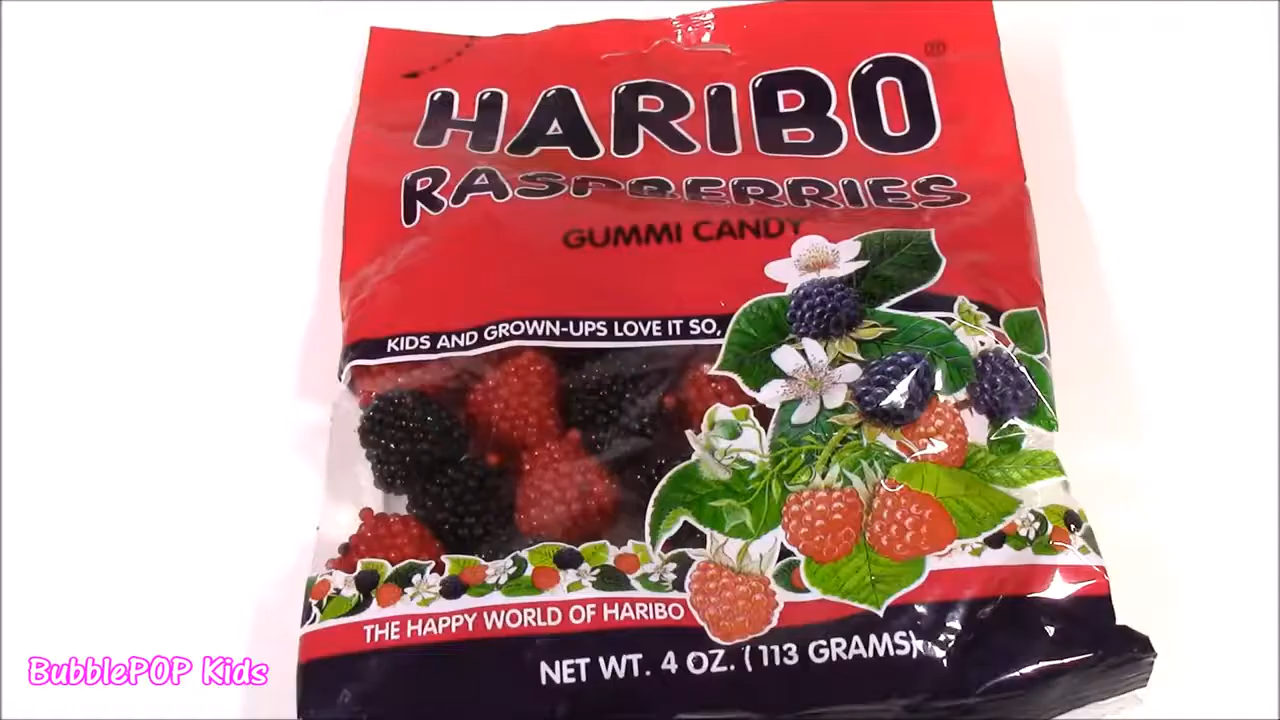 HARIBO
RASPBERRIES
GUMMI CANDY
KIDS AND GROWN-UPS LOVE IT SO,
THE HAPPY WORLD OF HARIBO
NET WT. 4 OZ. (113 GRAMS)
BubblePOP Kids